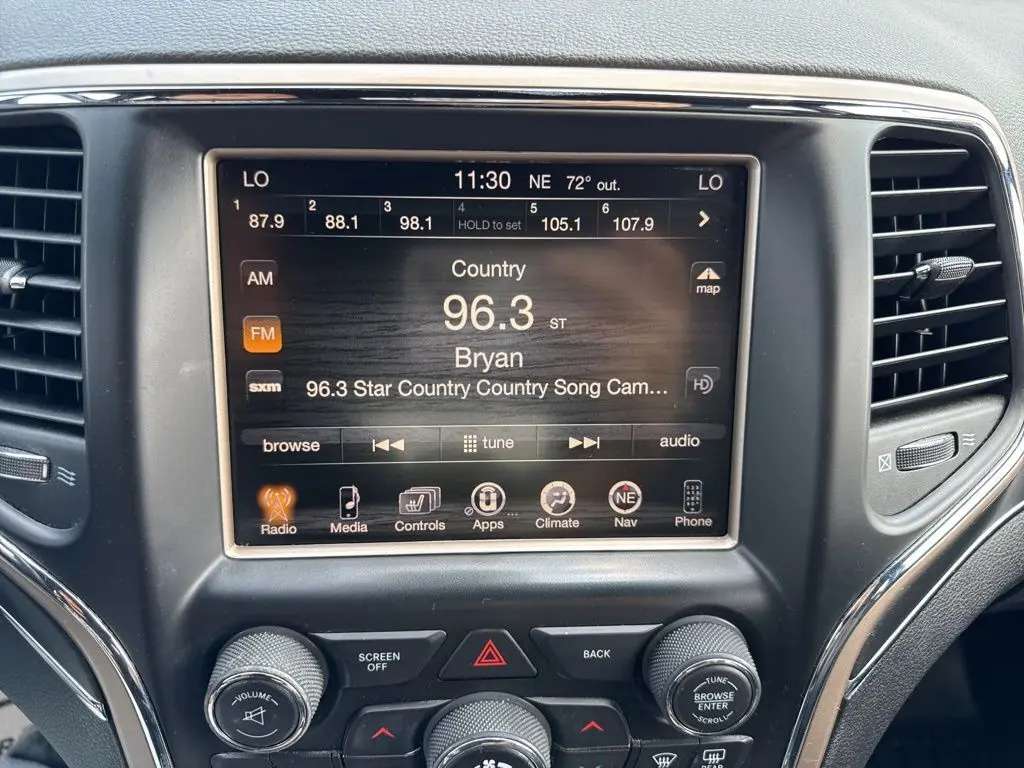 LO 11:30 NE 72° out. LO
1 87.9 2 88.1 3 98.1 4 HOLD to set 5 105.1 6 107.9
AM
FM
sxm
Country
96.3 ST
Bryan
96.3 Star Country Country Song Cam...
map
HD
browse tune audio
Radio Media Controls Apps Climate Nav Phone
NE
SCREEN
OFF
BACK
VOLUME
TUNE
BROWSE
ENTER
SCROLL
REAR